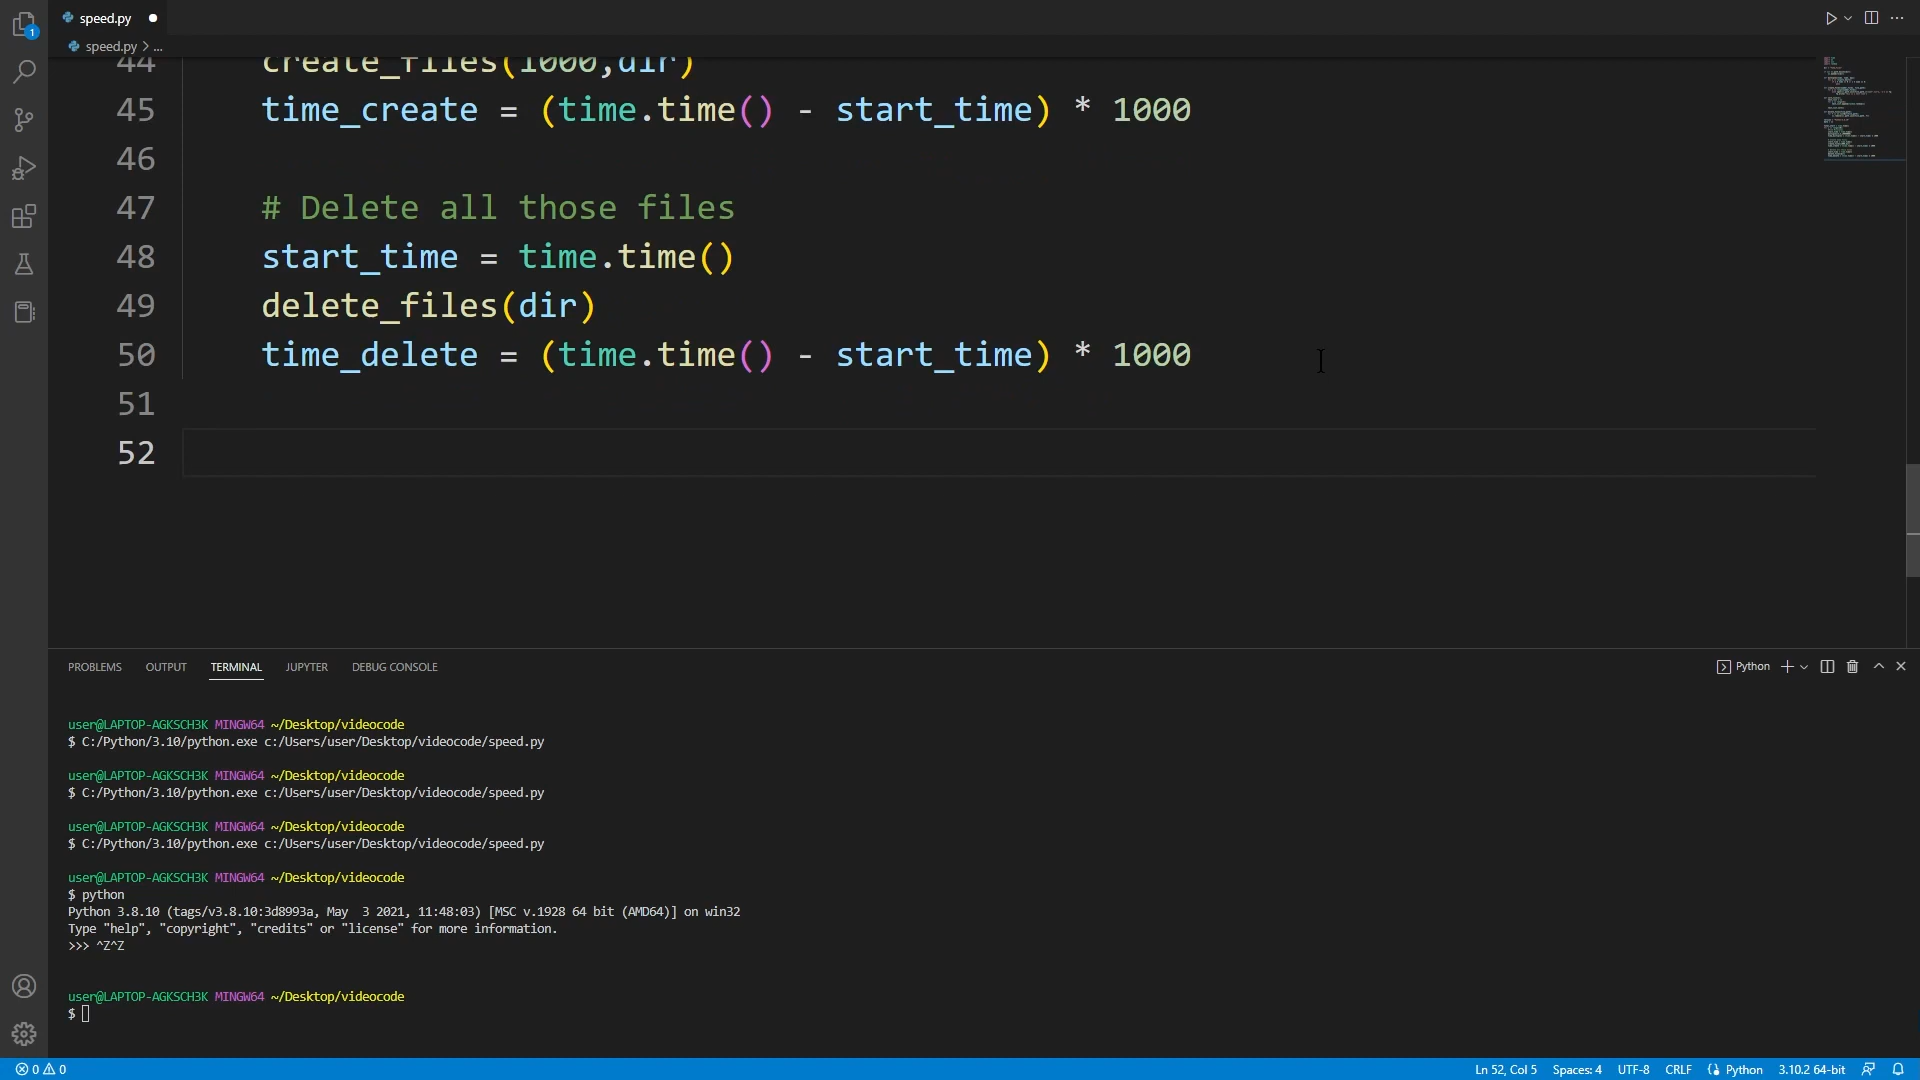 1
speed.py
speed.py > ...
44 create_files(1000,dir)
45 time_create = (time.time() - start_time) * 1000
46
47 # Delete all those files
48 start_time = time.time()
49 delete_files(dir)
50 time_delete = (time.time() - start_time) * 1000
51
52
PROBLEMS OUTPUT TERMINAL JUPYTER DEBUG CONSOLE Python
user@LAPTOP-AGKSCH3K MINGW64 ~/Desktop/videocode
$ C:/Python/3.10/python.exe c:/Users/user/Desktop/videocode/speed.py
user@LAPTOP-AGKSCH3K MINGW64 ~/Desktop/videocode
$ C:/Python/3.10/python.exe c:/Users/user/Desktop/videocode/speed.py
user@LAPTOP-AGKSCH3K MINGW64 ~/Desktop/videocode
$ C:/Python/3.10/python.exe c:/Users/user/Desktop/videocode/speed.py
user@LAPTOP-AGKSCH3K MINGW64 ~/Desktop/videocode
$ python
Python 3.8.10 (tags/v3.8.10:3d8993a, May  3 2021, 11:48:03) [MSC v.1928 64 bit (AMD64)] on win32
Type "help", "copyright", "credits" or "license" for more information.
>>> ^Z^Z
user@LAPTOP-AGKSCH3K MINGW64 ~/Desktop/videocode
$
0 0 Ln 52, Col 5 Spaces: 4 UTF-8 CRLF Python 3.10.2 64-bit